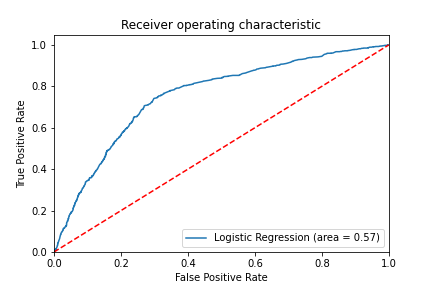 Receiver operating characteristic
1.0
0.8
0.6
0.4
0.2
0.0
True Positive Rate
Logistic Regression (area = 0.57)
0.0 0.2 0.4 0.6 0.8 1.0
False Positive Rate